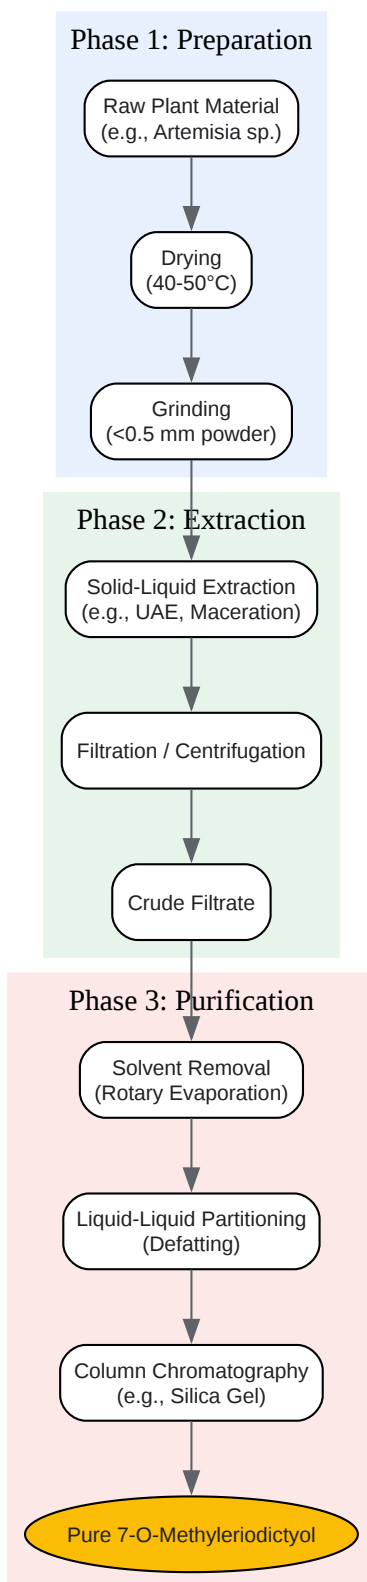 Phase 1: Preparation
Raw Plant Material
(e.g., Artemisia sp.)
Drying
(40-50°C)
Grinding
(<0.5 mm powder)
Phase 2: Extraction
Solid-Liquid Extraction
(e.g., UAE, Maceration)
Filtration / Centrifugation
Crude Filtrate
Phase 3: Purification
Solvent Removal
(Rotary Evaporation)
Liquid-Liquid Partitioning
(Defatting)
Column Chromatography
(e.g., Silica Gel)
Pure 7-O-Methyleriodictyol